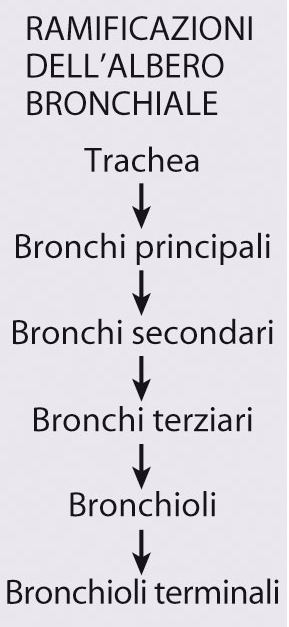 RAMIFICAZIONI
DELL’ALBERO
BRONCHIALE
Trachea
Bronchi principali
Bronchi secondari
Bronchi terziari
Bronchioli
Bronchioli terminali